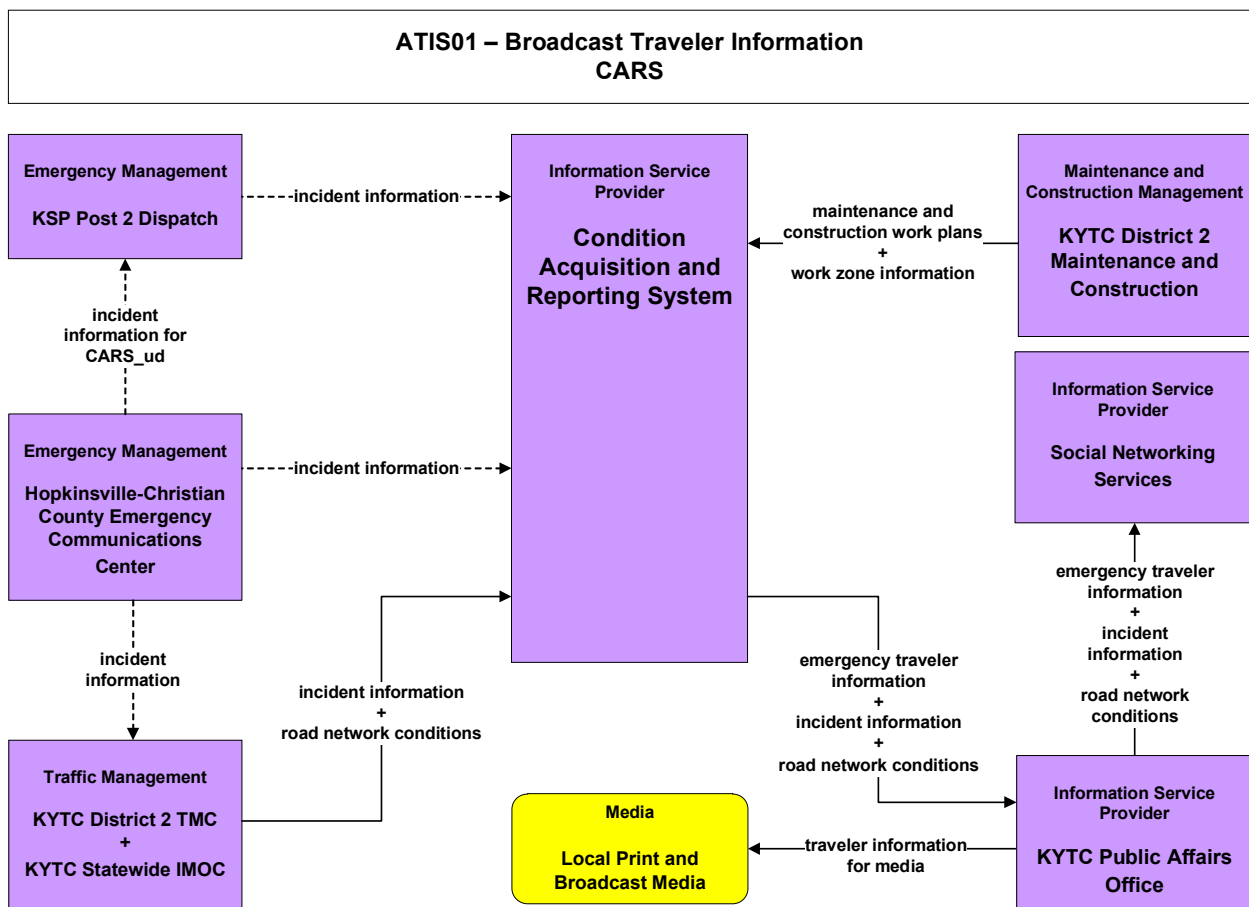 ATIS01 – Broadcast Traveler Information
CARS
Emergency Management
KSP Post 2 Dispatch
incident information
Information Service
Provider
Condition
Acquisition and
Reporting System
maintenance and
construction work plans
+
work zone information
Maintenance and
Construction Management
KYTC District 2
Maintenance and
Construction
incident
information for
CARS_ud
Information Service
Provider
Social Networking
Services
Emergency Management
Hopkinsville-Christian
County Emergency
Communications
Center
incident information
emergency traveler
information
+
incident
information
+
road network
conditions
incident
information
incident information
+
road network conditions
emergency traveler
information
+
incident information
+
road network conditions
Traffic Management
KYTC District 2 TMC
+
KYTC Statewide IMOC
Media
Local Print and
Broadcast Media
traveler information
for media
Information Service
Provider
KYTC Public Affairs
Office